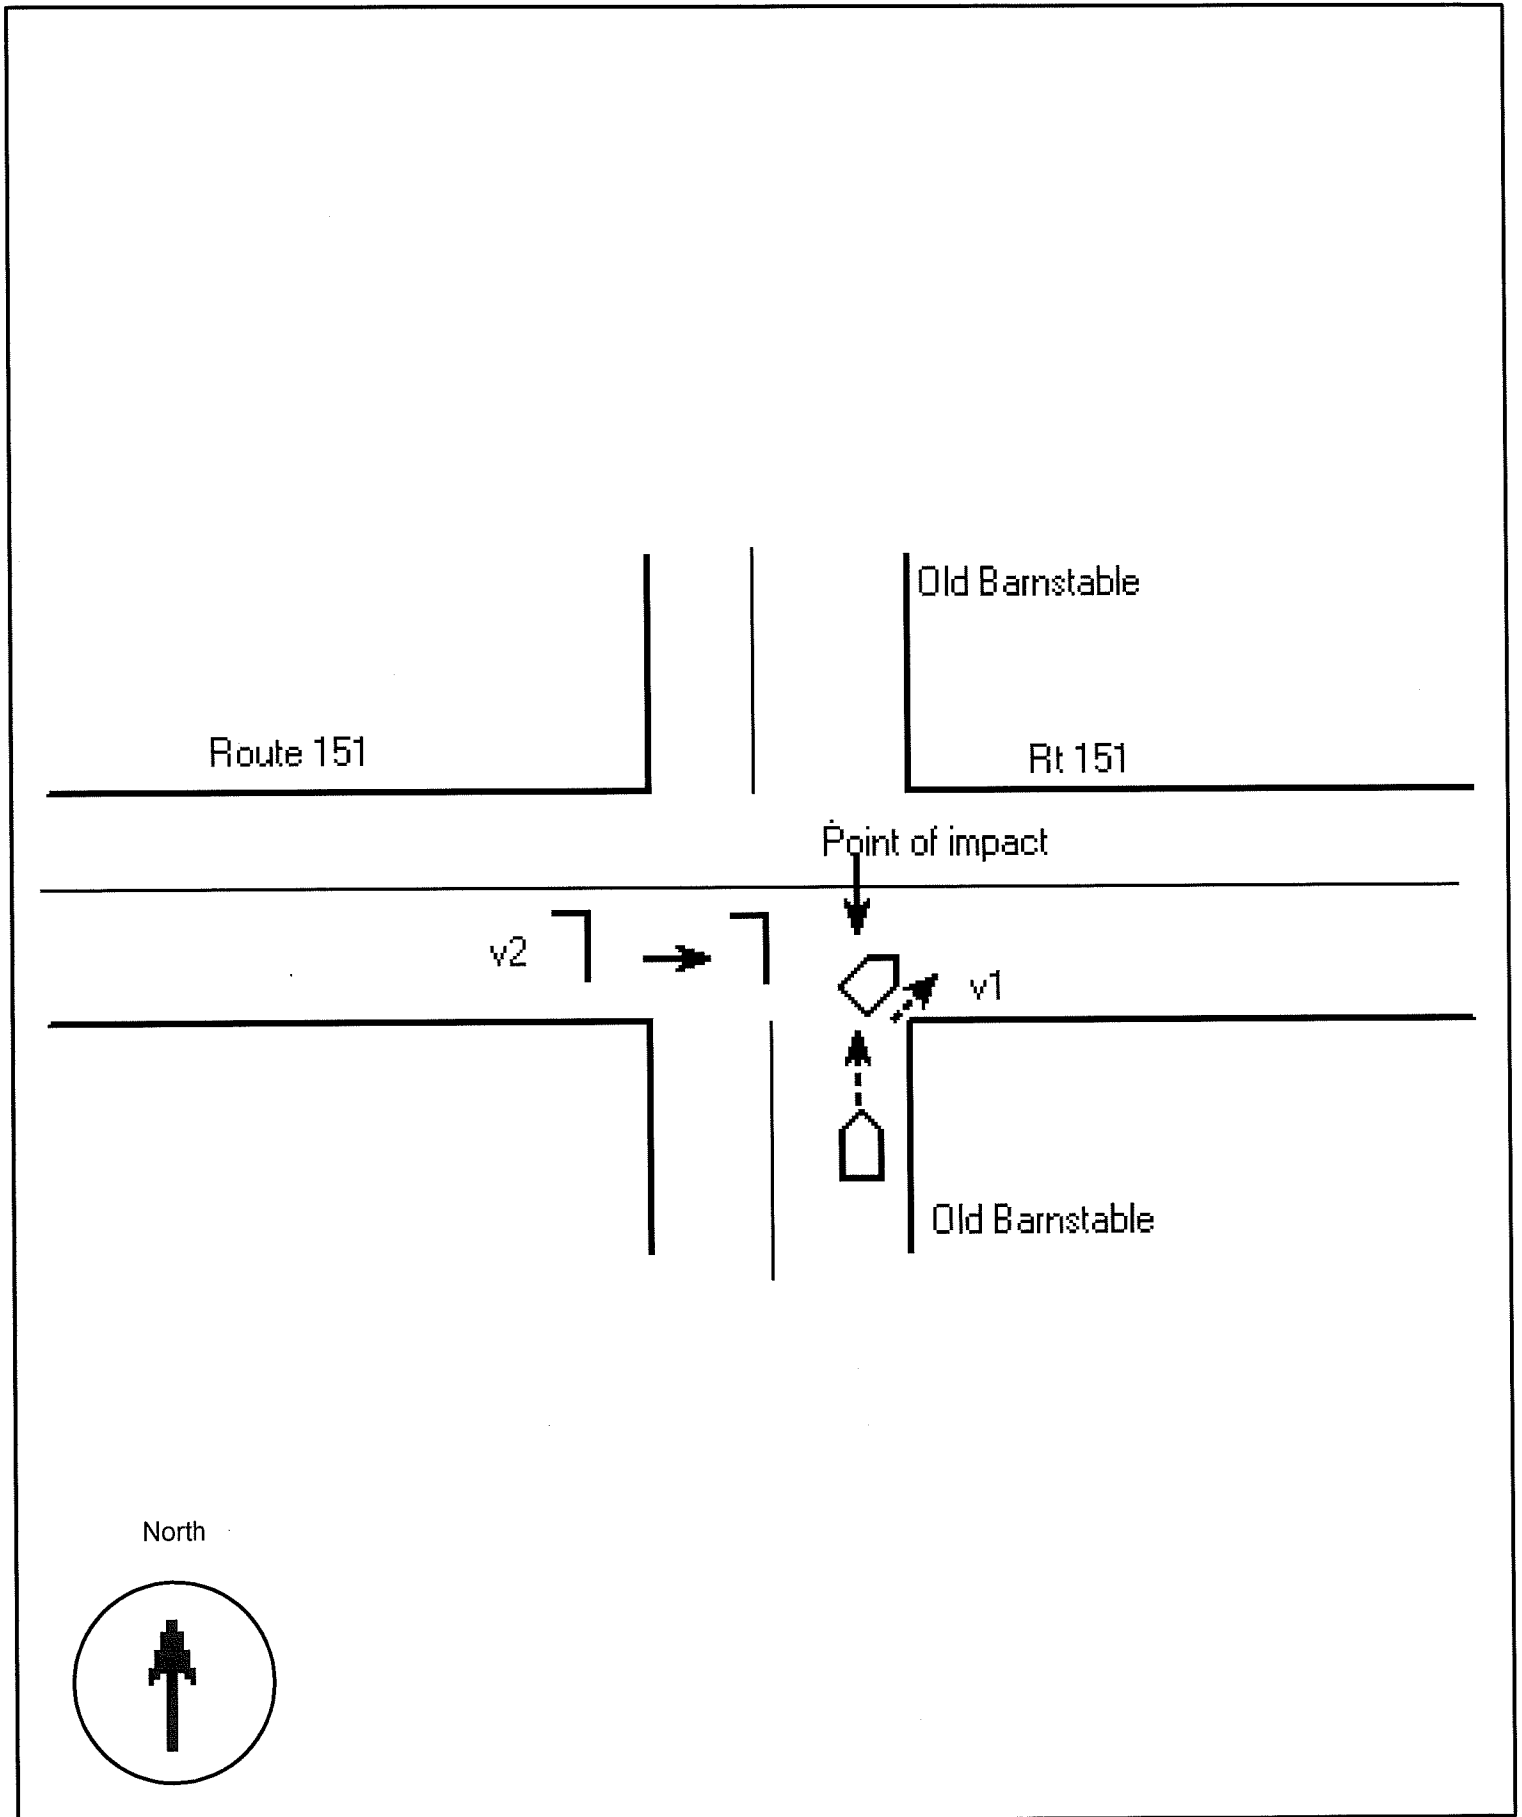 Old Barnstable
Route 151
Rt 151
Point of impact
v2
v1
Old Barnstable
North